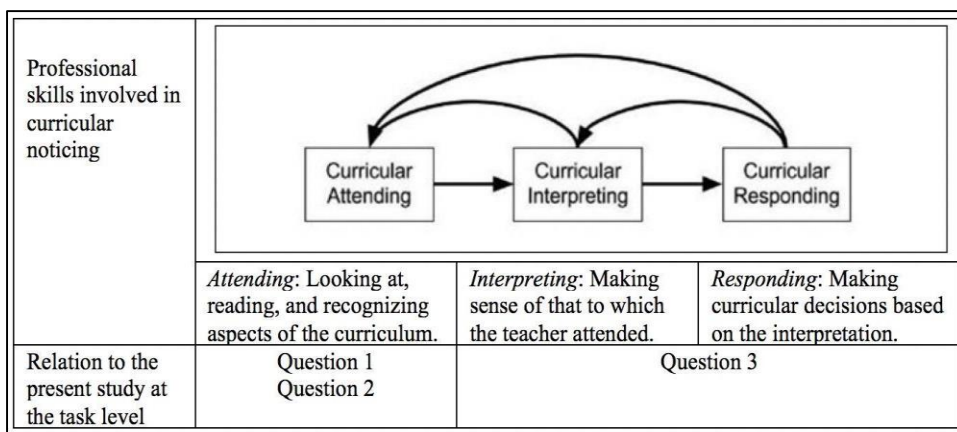 Professional
skills involved in
curricular
noticing
Curricular
Attending
Curricular
Interpreting
Curricular
Responding
Attending: Looking at,
reading, and recognizing
aspects of the curriculum.
Interpreting: Making
sense of that to which
the teacher attended.
Responding: Making
curricular decisions based
on the interpretation.
Relation to the
present study at
the task level
Question 1
Question 2
Question 3